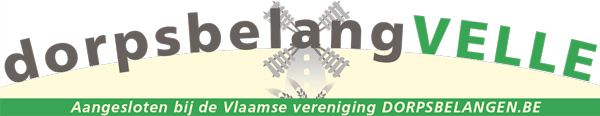 dorpsbelangVELLE
Aangesloten bij de Vlaamse vereniging DORPSBELANGEN.BE